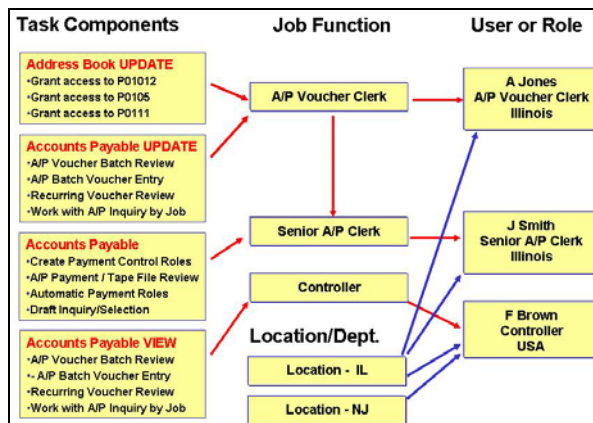 Task Components
Address Book UPDATE
•Grant access to P01012
•Grant access to P0105
•Grant access to P0111
Accounts Payable UPDATE
•A/P Voucher Batch Review
•A/P Batch Voucher Entry
•Recurring Voucher Review
•Work with A/P Inquiry by Job
Accounts Payable
•Create Payment Control Roles
•A/P Payment / Tape File Review
•Automatic Payment Roles
•Draft Inquiry/Selection
Accounts Payable VIEW
•A/P Voucher Batch Review
•- A/P Batch Voucher Entry
•Recurring Voucher Review
•Work with A/P Inquiry by Job
Job Function
A/P Voucher Clerk
Senior A/P Clerk
Controller
Location/Dept.
Location - IL
Location - NJ
User or Role
A Jones
A/P Voucher Clerk
Illinois
J Smith
Senior A/P Clerk
Illinois
F Brown
Controller
USA